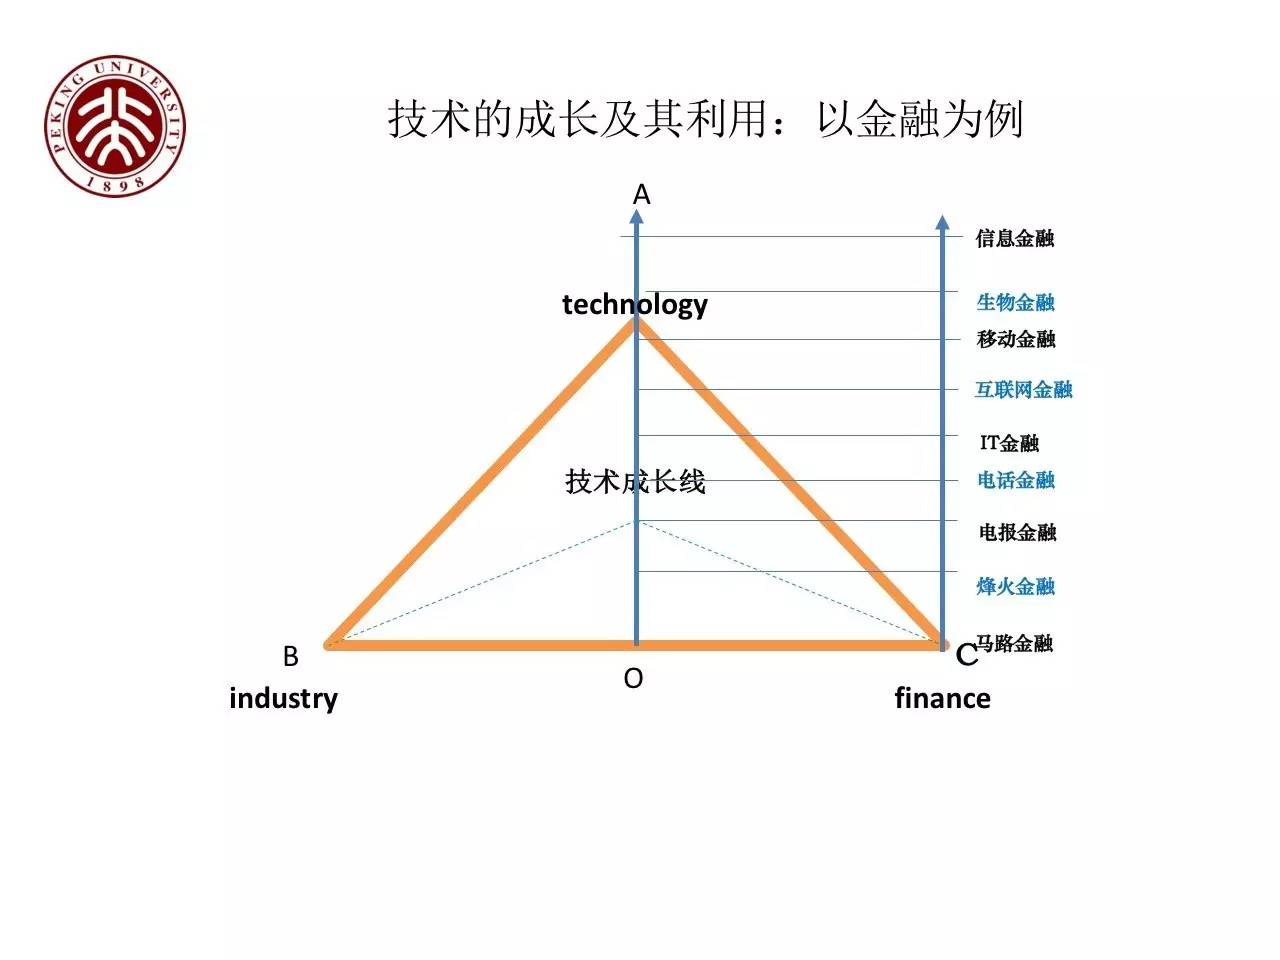 PEKING UNIVERSITY
1898
技术的成长及其利用：以金融为例
A
信息金融
technology
生物金融
移动金融
互联网金融
IT金融
技术成长线
电话金融
电报金融
烽火金融
B
C
马路金融
O
industry
finance